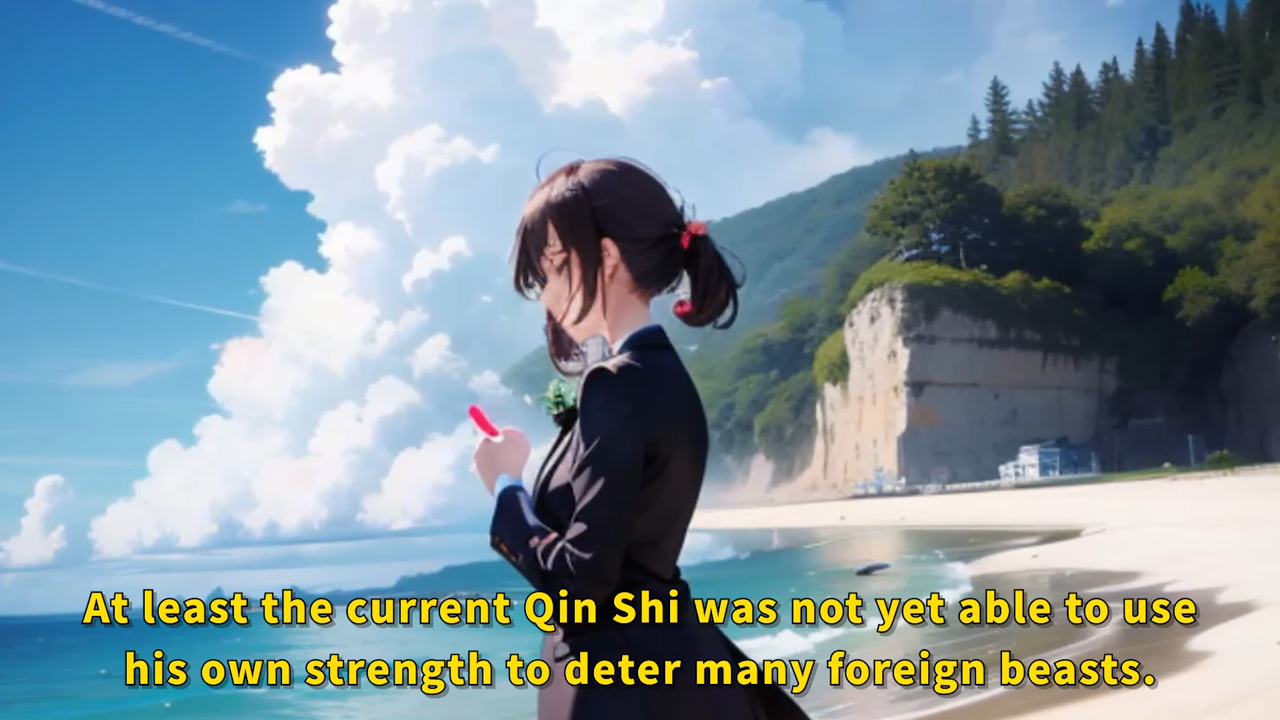 At least the current Qin Shi was not yet able to use
his own strength to deter many foreign beasts.